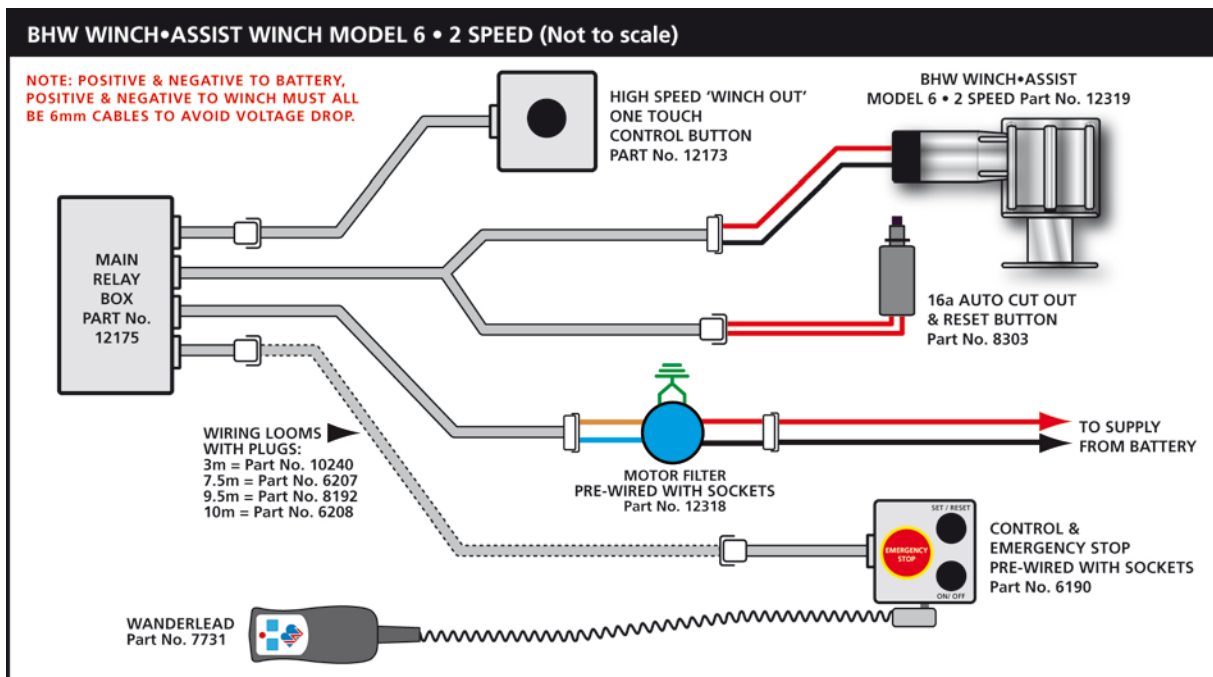 BHW WINCH•ASSIST WINCH MODEL 6 • 2 SPEED (Not to scale)
NOTE: POSITIVE & NEGATIVE TO BATTERY,
POSITIVE & NEGATIVE TO WINCH MUST ALL
BE 6mm CABLES TO AVOID VOLTAGE DROP.
HIGH SPEED 'WINCH OUT'
ONE TOUCH
CONTROL BUTTON
PART No. 12173
BHW WINCH•ASSIST
MODEL 6 • 2 SPEED Part No. 12319
MAIN
RELAY
BOX
PART No.
12175
16a AUTO CUT OUT
& RESET BUTTON
Part No. 8303
WIRING LOOMS
WITH PLUGS:
3m = Part No. 10240
7.5m = Part No. 6207
9.5m = Part No. 8192
10m = Part No. 6208
MOTOR FILTER
PRE-WIRED WITH SOCKETS
Part No. 12318
TO SUPPLY
FROM BATTERY
SET / RESET
EMERGENCY
STOP
ON/ OFF
CONTROL &
EMERGENCY STOP
PRE-WIRED WITH SOCKETS
Part No. 6190
WANDERLEAD
Part No. 7731